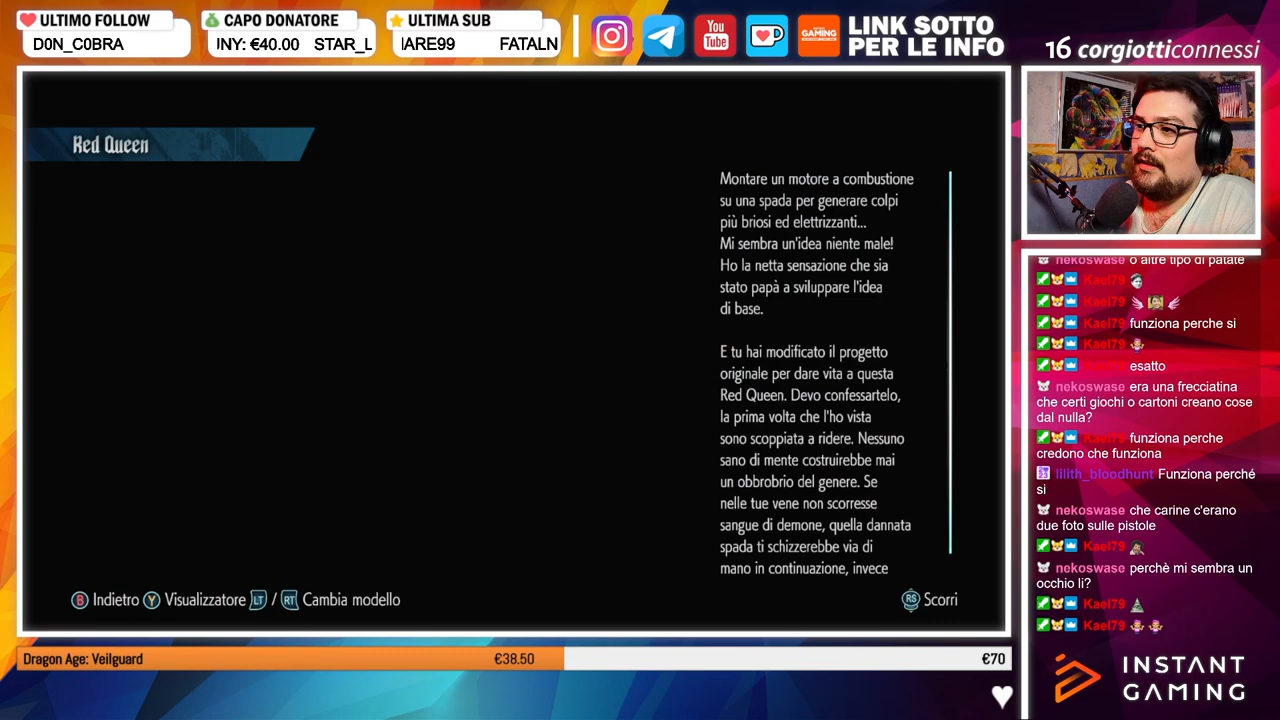 ULTIMO FOLLOW
D0N_C0BRA
CAPO DONATORE
INY: €40.00 STAR_L
ULTIMA SUB
IARE99 FATALN
You
Tube
INSTANT
GAMING
LINK SOTTO
PER LE INFO
16 corgiotticonnessi
Red Queen
Montare un motore a combustione
su una spada per generare colpi
più briosi ed elettrizzanti...
Mi sembra un'idea niente male!
Ho la netta sensazione che sia
stato papà a sviluppare l'idea
di base.
E tu hai modificato il progetto
originale per dare vita a questa
Red Queen. Devo confessartelo,
la prima volta che l'ho vista
sono scoppiata a ridere. Nessuno
sano di mente costruirebbe mai
un obbrobrio del genere. Se
nelle tue vene non scorresse
sangue di demone, quella dannata
spada ti schizzerebbe via di
mano in continuazione, invece
B Indietro Y Visualizzatore LT / RT Cambia modello
RS Scorri
nekoswase o altre tipo di patate
Kael79
Kael79
Kael79 funziona perche si
Kael79
Kael79 esatto
nekoswase era una frecciatina
che certi giochi o cartoni creano cose
dal nulla?
Kael79 funziona perche
credono che funziona
lilith_bloodhunt Funziona perché
si
nekoswase che carine c'erano
due foto sulle pistole
Kael79
nekoswase perchè mi sembra un
occhio li?
Kael79
Kael79
Dragon Age: Veilguard €38.50 €70
INSTANT
GAMING